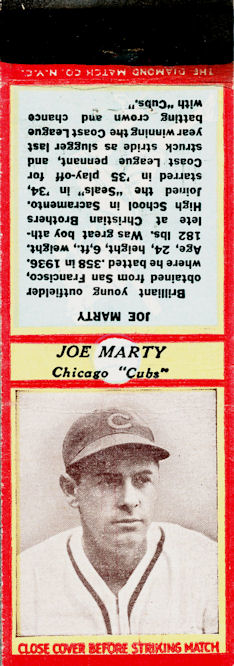 THE DIAMOND MATCH CO. N.Y.C.
JOE MARTY
Brilliant young outfielder
obtained from San Francisco,
where he batted .358 in 1936.
Age, 24, height, 6,ft., weight,
182 lbs. Was great boy ath-
lete at Christian Brothers
High School in Sacramento.
Joined the "Seals" in '34,
starred in '35 play-off for
Coast League pennant, and
struck stride as slugger last
year winning the Coast League
batting crown and chance
with "Cubs."
JOE MARTY
Chicago "Cubs"
C
CLOSE COVER BEFORE STRIKING MATCH